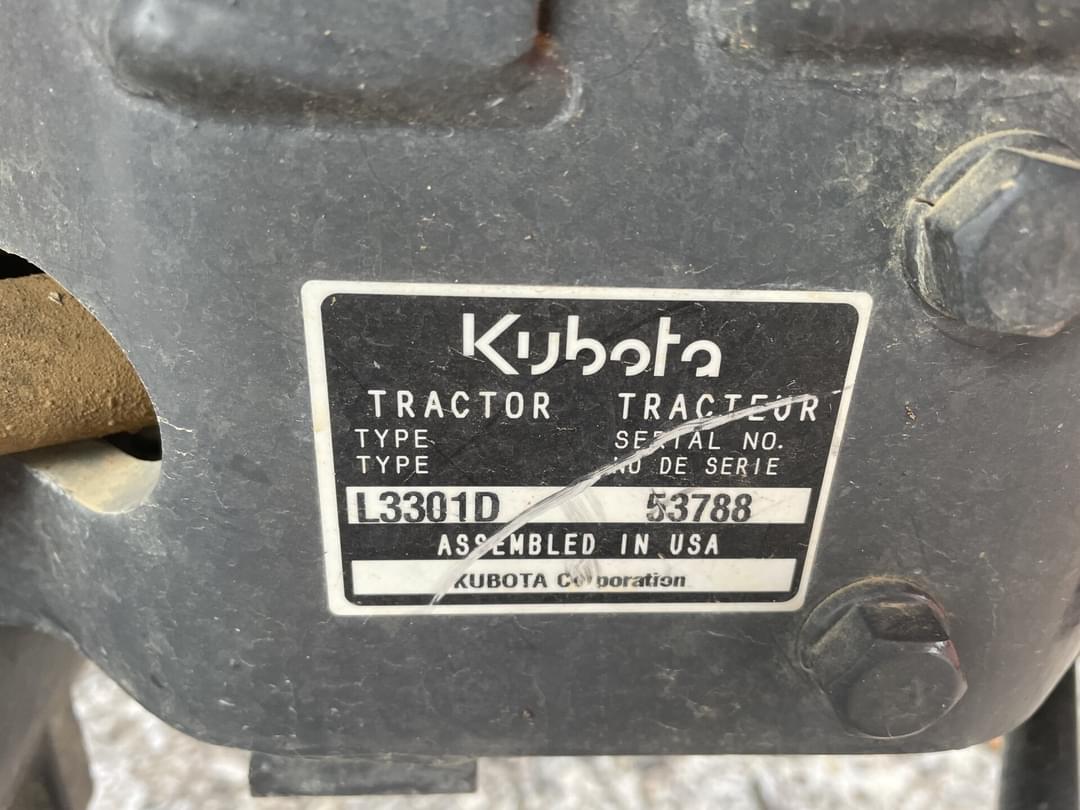 Kubota
TRACTOR TRACTEUR
TYPE SERIAL NO.
TYPE NO DE SERIE
L3301D 53788
ASSEMBLED IN USA
KUBOTA Corporation